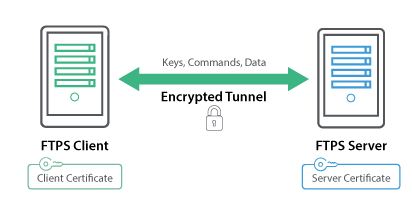 Keys, Commands, Data
Encrypted Tunnel
FTPS Client
FTPS Server
Client Certificate
Server Certificate